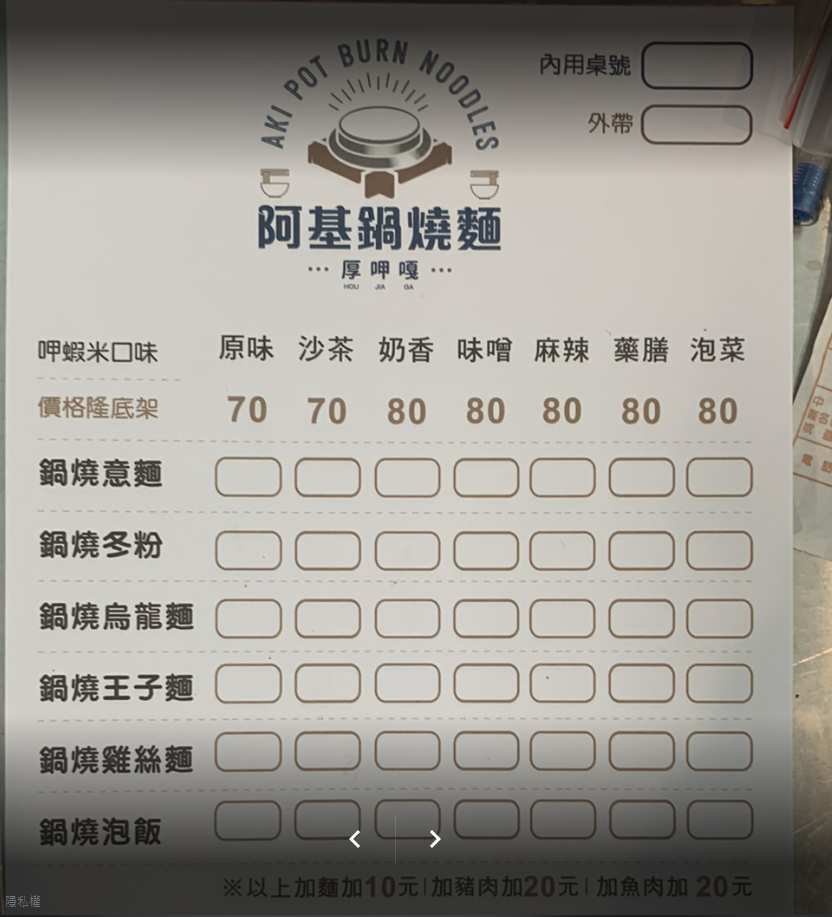 AKI POT BURN NOODLES
內用桌號
外帶
阿基鍋燒麵
··· 厚呷嘎 ···
HOU JIA GA
呷蝦米口味 原味 沙茶 奶香 味噌 麻辣 藥膳 泡菜
價格隆底架 70 70 80 80 80 80 80
鍋燒意麵
鍋燒冬粉
鍋燒烏龍麵
鍋燒王子麵
鍋燒雞絲麵
鍋燒泡飯
※以上加麵加10元|加豬肉加20元|加魚肉加 20元
隱私權
中
電話